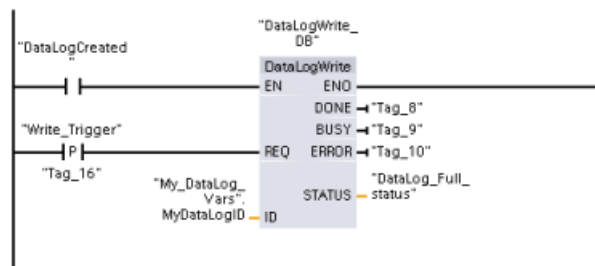 "DataLogWrite_
DB"
"DataLogCreated
"
DataLogWrite
EN ENO
DONE "Tag_8"
"Write_Trigger"
BUSY "Tag_9"
P
REQ ERROR "Tag_10"
"Tag_16"
"My_DataLog_
Vars".
MyDataLogID ID
"DataLog_Full_
STATUS status"